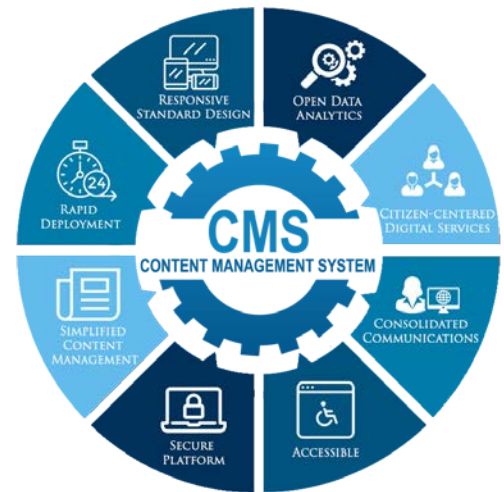 RESPONSIVE
STANDARD DESIGN
OPEN DATA
ANALYTICS
CITIZEN-CENTERED
DIGITAL SERVICES
CONSOLIDATED
COMMUNICATIONS
ACCESSIBLE
SECURE
PLATFORM
SIMPLIFIED
CONTENT
MANAGEMENT
24
RAPID
DEPLOYMENT
CMS
CONTENT MANAGEMENT SYSTEM